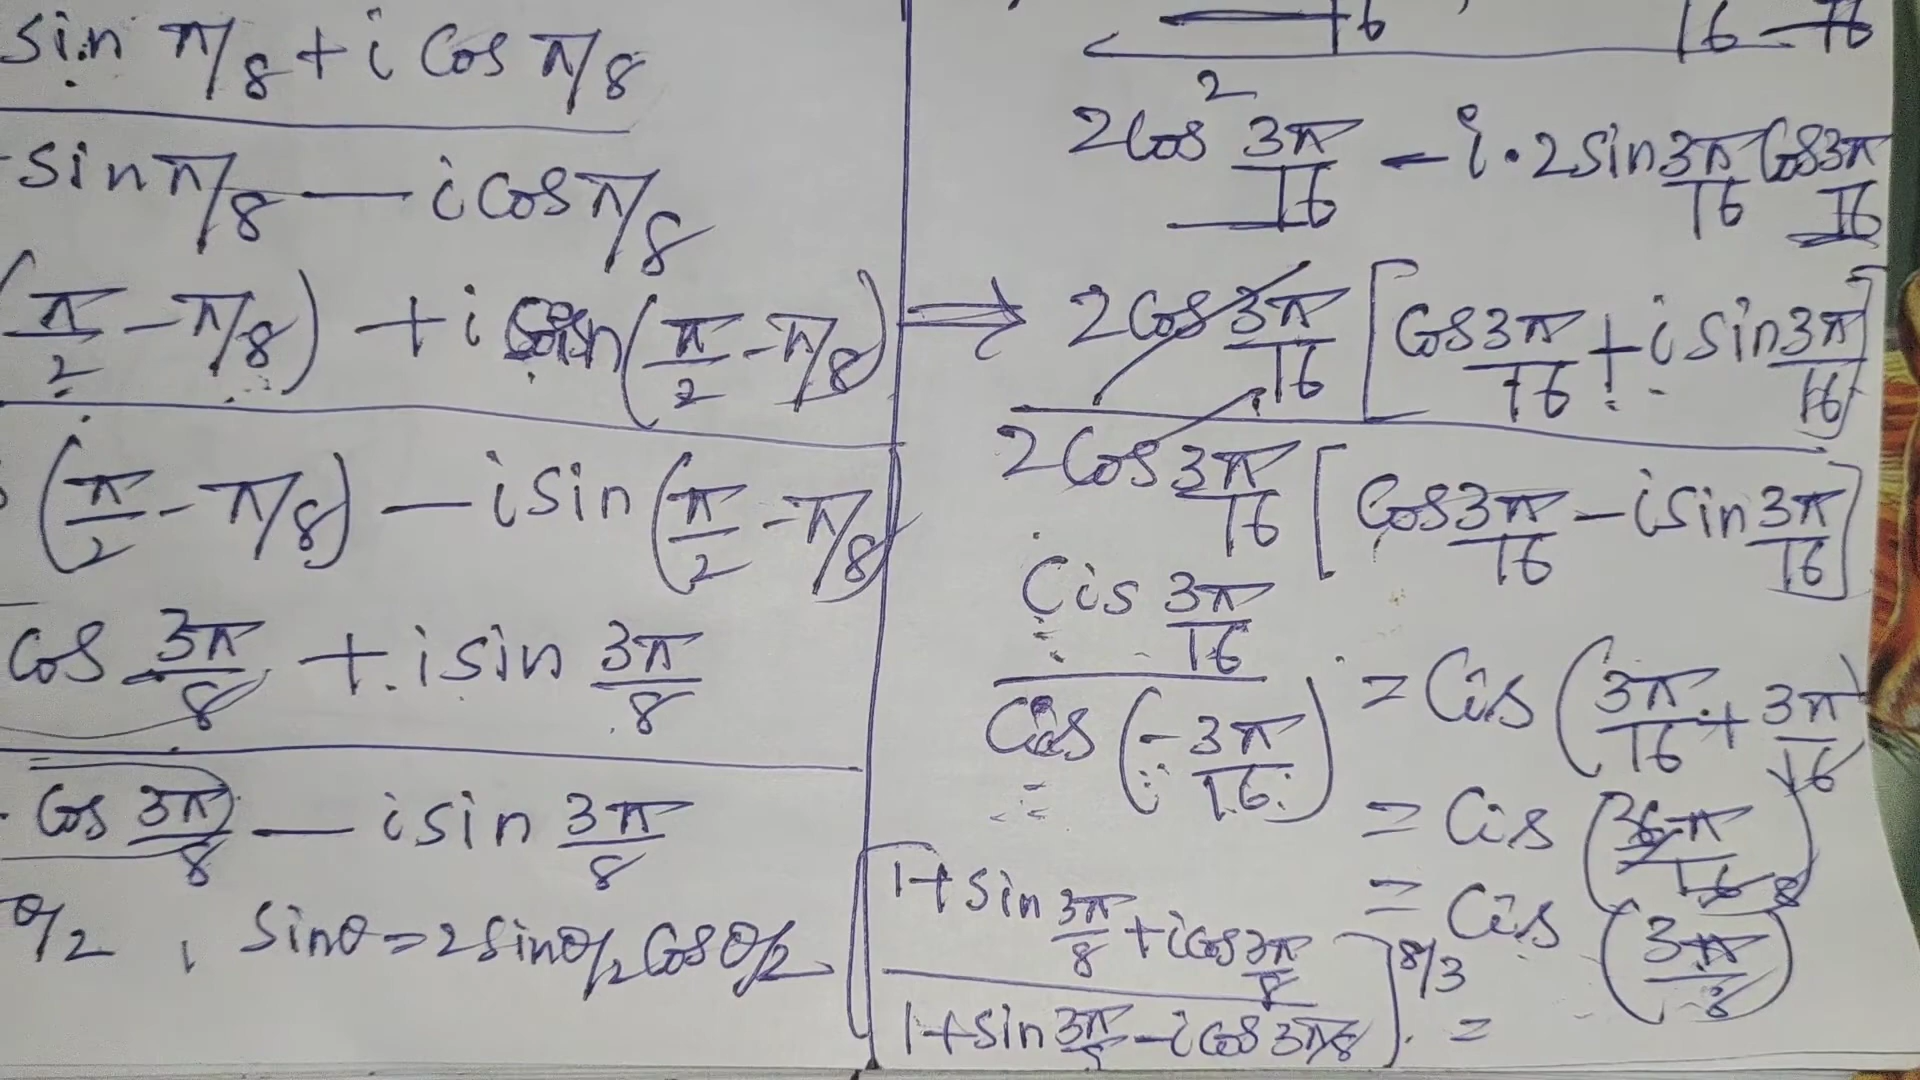 sin π/8 + i cos π/8
sin π/8 − i cos π/8
(π/2 − π/8) + i sin (π/2 − π/8)
(π/2 − π/8) − i sin (π/2 − π/8)
cos 3π/8 + i sin 3π/8
cos 3π/8 − i sin 3π/8
θ/2 , sinθ = 2 sin θ/2 cos θ/2
16 16 16
2cos² 3π/16 − i·2 sin 3π/16 cos 3π/16
⇒ 2cos 3π/16 [cos 3π/16 + i sin 3π/16]
2cos 3π/16 [cos 3π/16 − i sin 3π/16]
Cis 3π/16
Cis (−3π/16) = Cis (3π/16 + 3π/16)
= Cis (6π/16 8)
= Cis (3π/8)
[1 + sin 3π/8 + i cos 3π/8
1 + sin 3π/8 − i cos 3π/8] 8/3 =